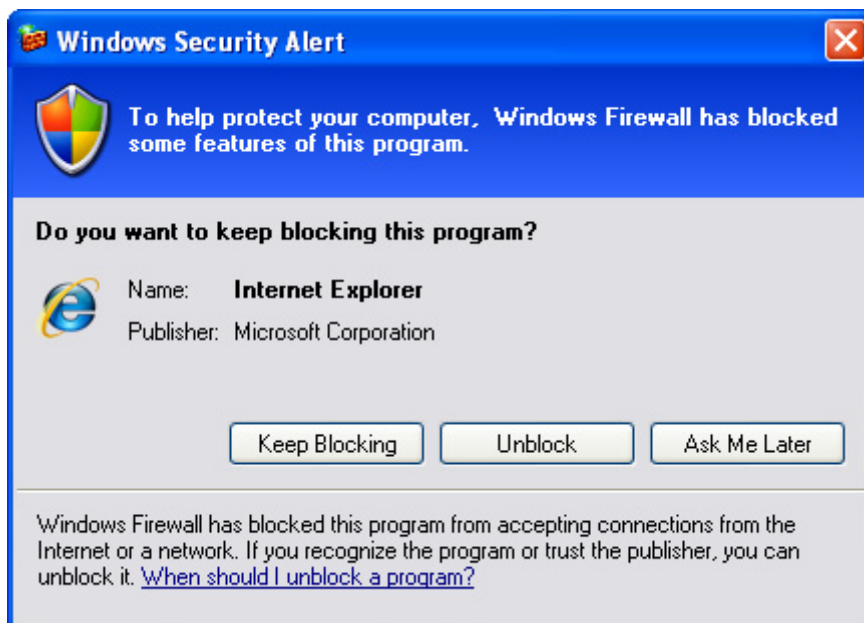 Windows Security Alert
To help protect your computer, Windows Firewall has blocked
some features of this program.
Do you want to keep blocking this program?
Name: Internet Explorer
Publisher: Microsoft Corporation
Keep Blocking Unblock Ask Me Later
Windows Firewall has blocked this program from accepting connections from the
Internet or a network. If you recognize the program or trust the publisher, you can
unblock it. When should I unblock a program?